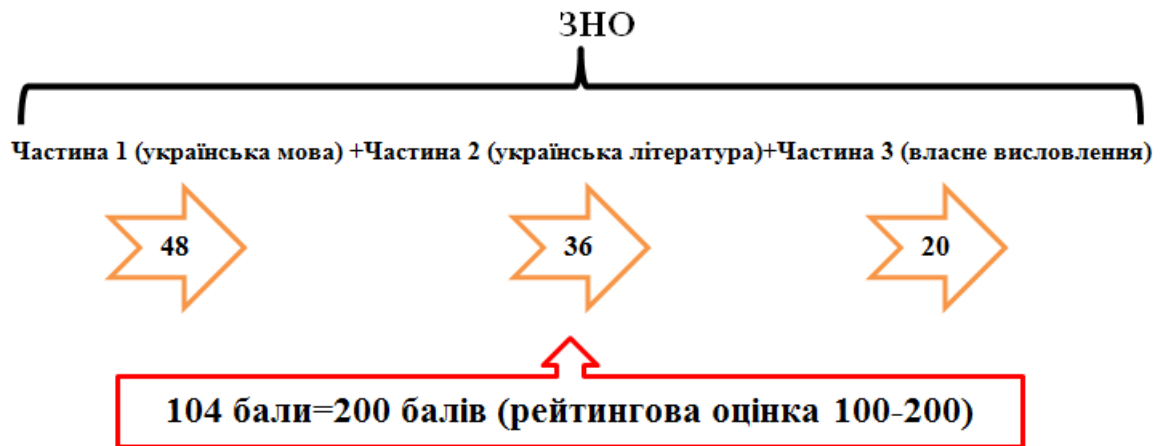 ЗНО
Частина 1 (українська мова) +Частина 2 (українська література)+Частина 3 (власне висловлення)
48 36 20
104 бали=200 балів (рейтингова оцінка 100-200)